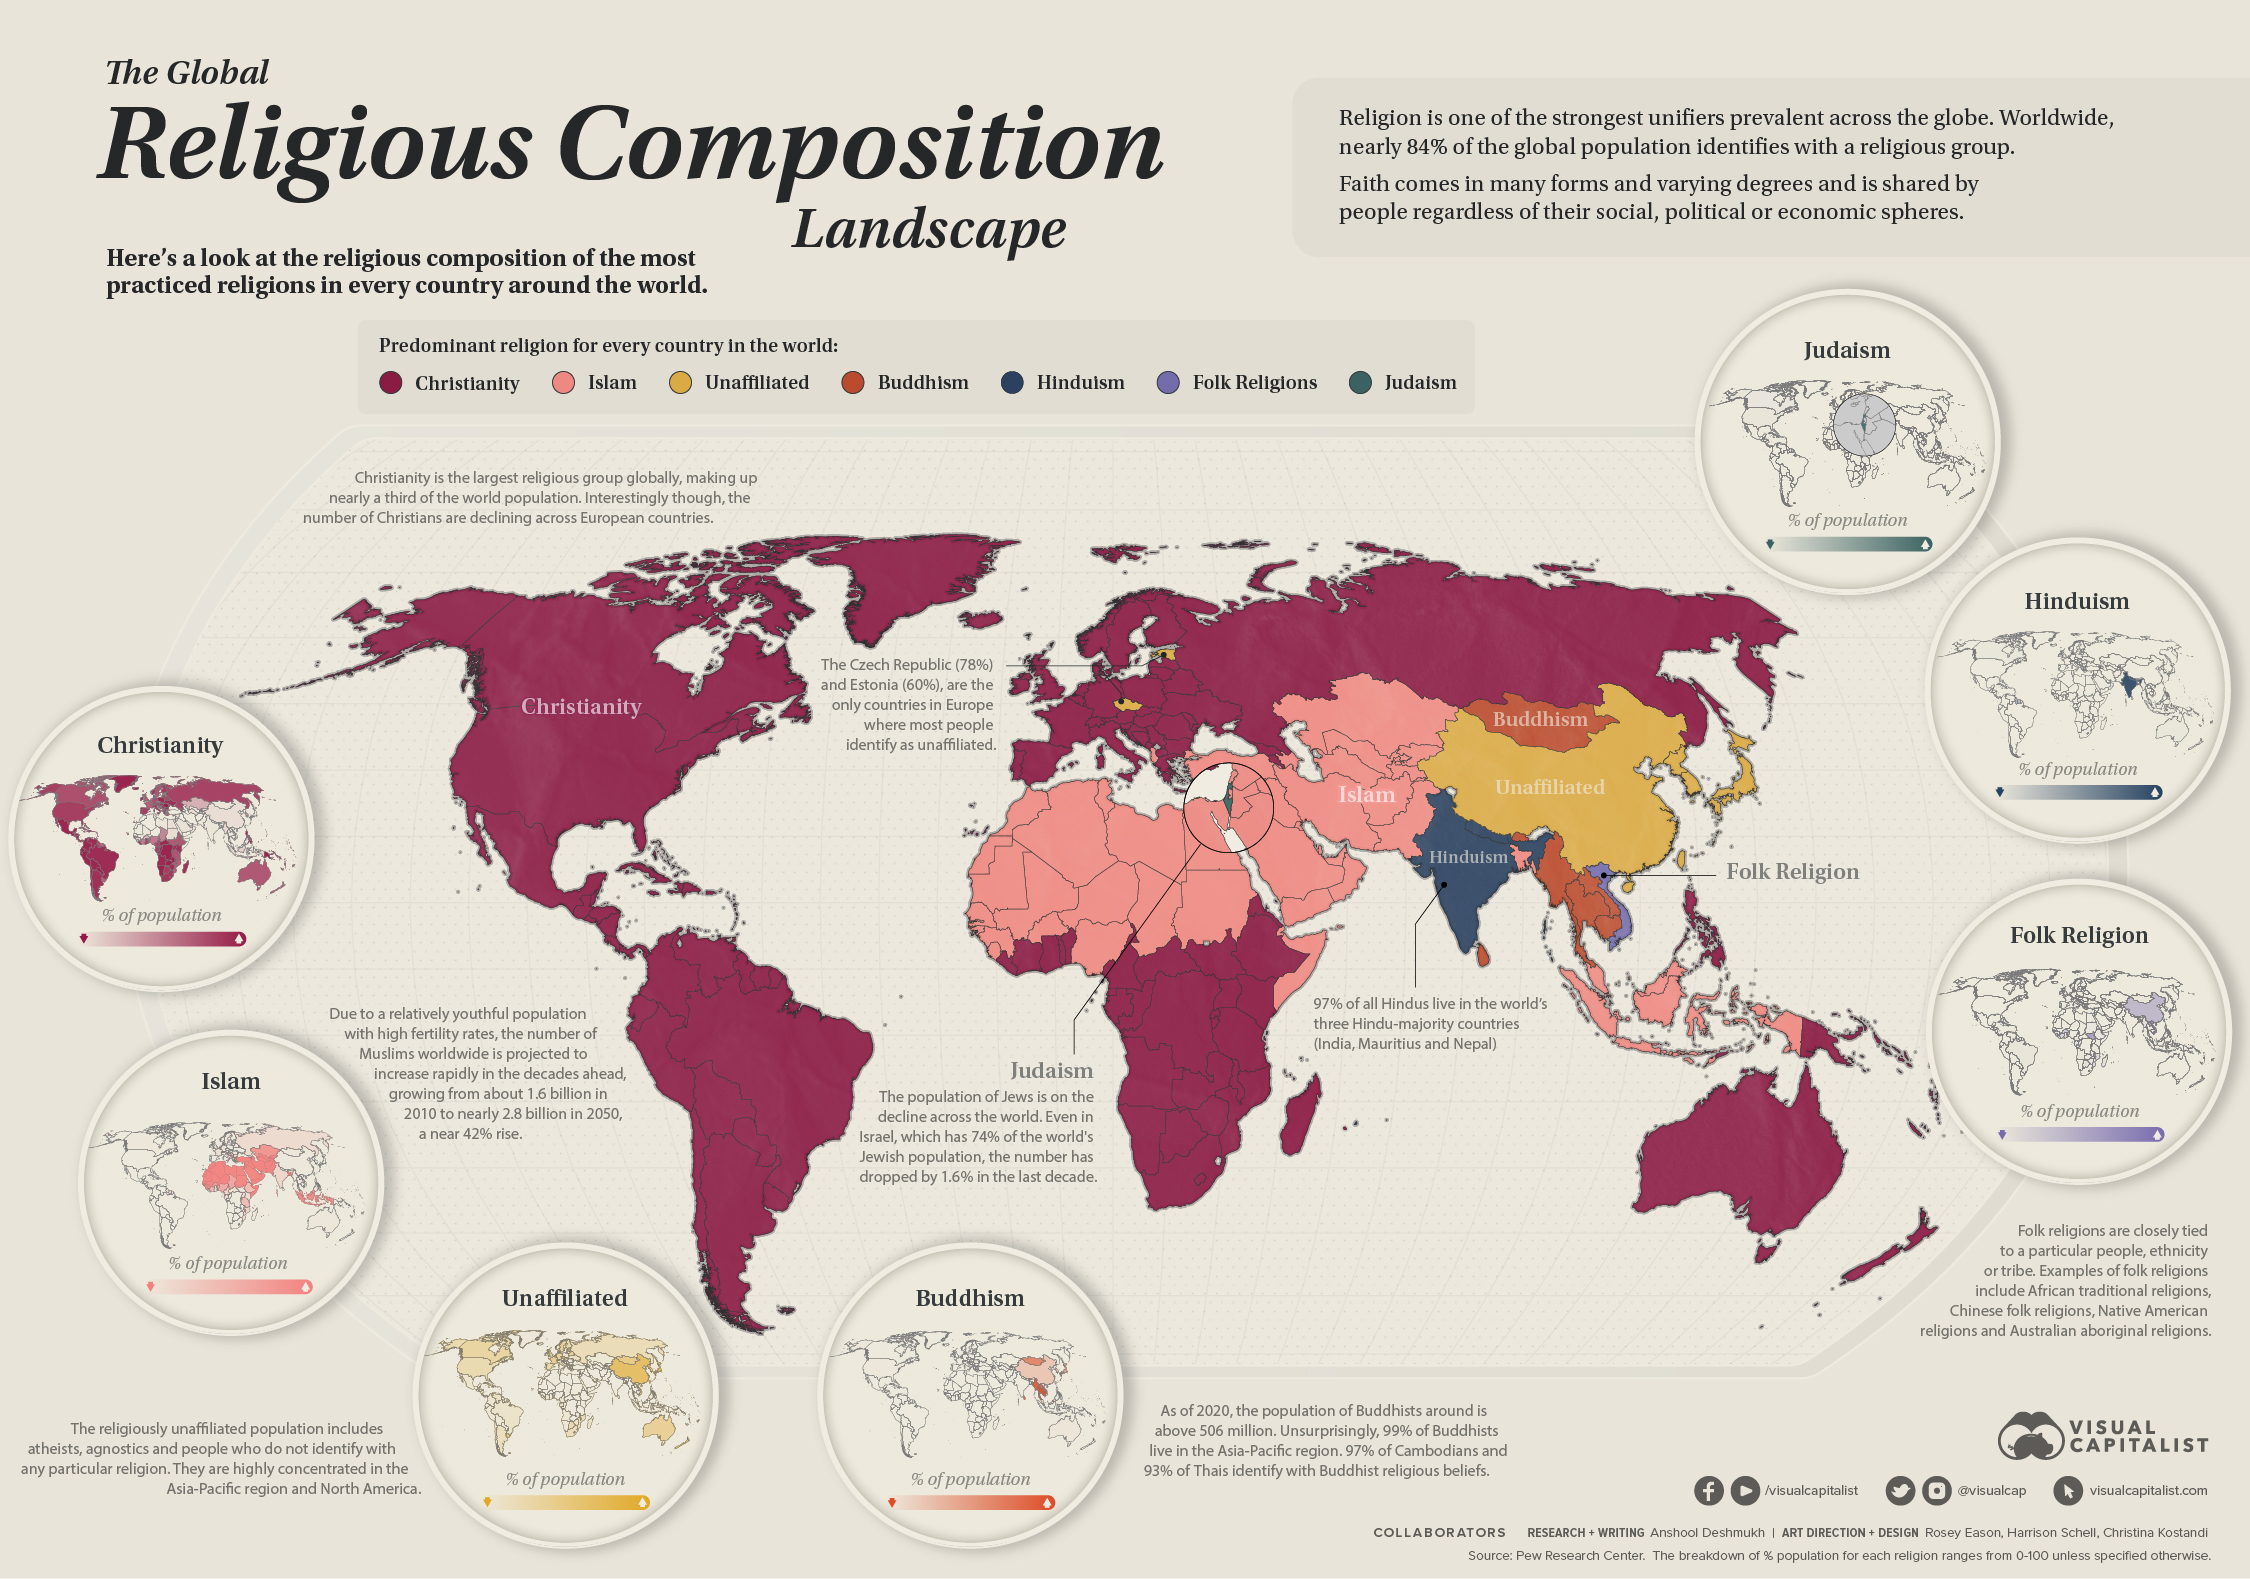 The Global
Religious Composition
Landscape
Here's a look at the religious composition of the most
practiced religions in every country around the world.
Religion is one of the strongest unifiers prevalent across the globe. Worldwide,
nearly 84% of the global population identifies with a religious group.
Faith comes in many forms and varying degrees and is shared by
people regardless of their social, political or economic spheres.
Predominant religion for every country in the world:
Christianity
Islam
Unaffiliated
Buddhism
Hinduism
Folk Religions
Judaism
Christianity is the largest religious group globally, making up
nearly a third of the world population. Interestingly though, the
number of Christians are declining across European countries.
Judaism
% of population
Hinduism
% of population
Folk Religion
% of population
Christianity
% of population
Islam
% of population
Unaffiliated
% of population
Buddhism
% of population
Christianity
The Czech Republic (78%)
and Estonia (60%), are the
only countries in Europe
where most people
identify as unaffiliated.
Buddhism
Unaffiliated
Islam
Hinduism
Folk Religion
97% of all Hindus live in the world's
three Hindu-majority countries
(India, Mauritius and Nepal)
Due to a relatively youthful population
with high fertility rates, the number of
Muslims worldwide is projected to
increase rapidly in the decades ahead,
growing from about 1.6 billion in
2010 to nearly 2.8 billion in 2050,
a near 42% rise.
Judaism
The population of Jews is on the
decline across the world. Even in
Israel, which has 74% of the world's
Jewish population, the number has
dropped by 1.6% in the last decade.
Folk religions are closely tied
to a particular people, ethnicity
or tribe. Examples of folk religions
include African traditional religions,
Chinese folk religions, Native American
religions and Australian aboriginal religions.
The religiously unaffiliated population includes
atheists, agnostics and people who do not identify with
any particular religion. They are highly concentrated in the
Asia-Pacific region and North America.
As of 2020, the population of Buddhists around is
above 506 million. Unsurprisingly, 99% of Buddhists
live in the Asia-Pacific region. 97% of Cambodians and
93% of Thais identify with Buddhist religious beliefs.
VISUAL
CAPITALIST
/visualcapitalist
@visualcap
visualcapitalist.com
COLLABORATORS RESEARCH + WRITING Anshool Deshmukh | ART DIRECTION + DESIGN Rosey Eason, Harrison Schell, Christina Kostandi
Source: Pew Research Center. The breakdown of % population for each religion ranges from 0-100 unless specified otherwise.